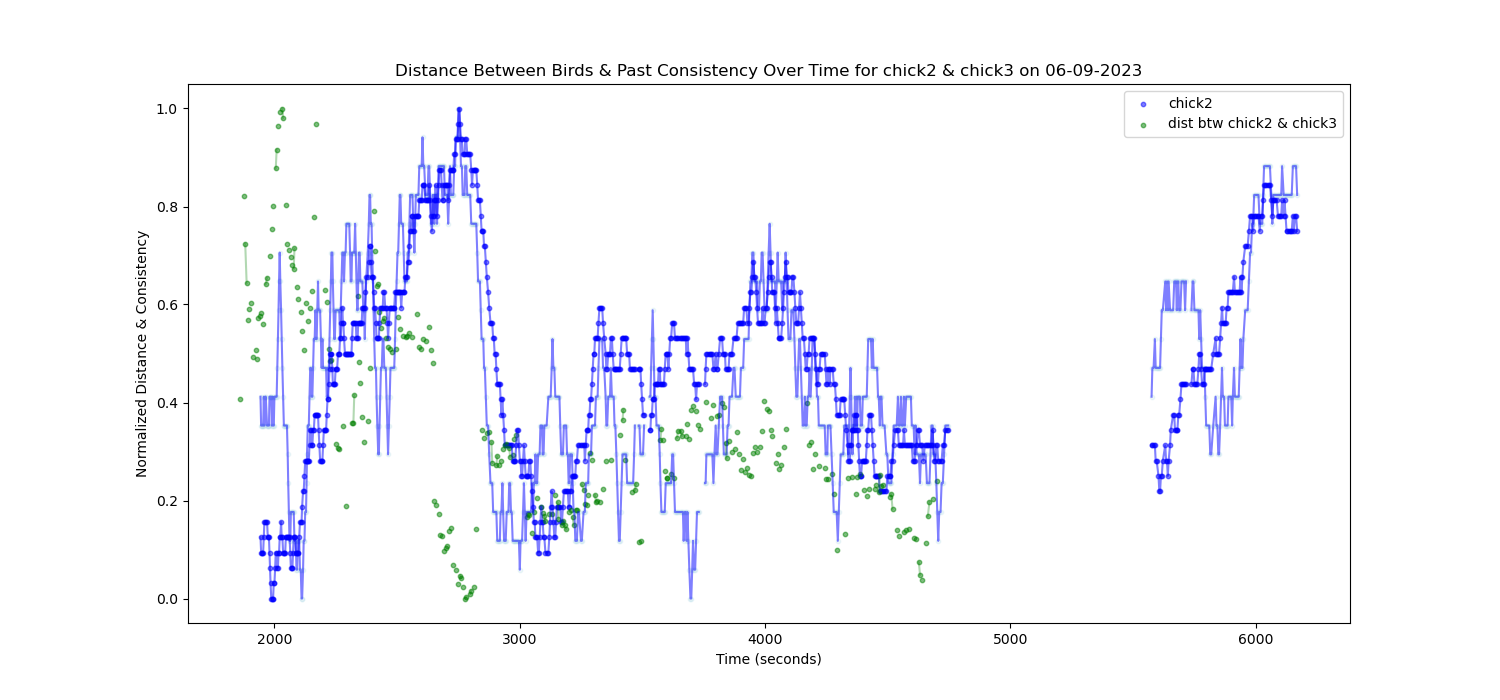 Distance Between Birds & Past Consistency Over Time for chick2 & chick3 on 06-09-2023
chick2
dist btw chick2 & chick3
1.0
0.8
0.6
0.4
0.2
0.0
Normalized Distance & Consistency
2000
3000
4000
5000
6000
Time (seconds)